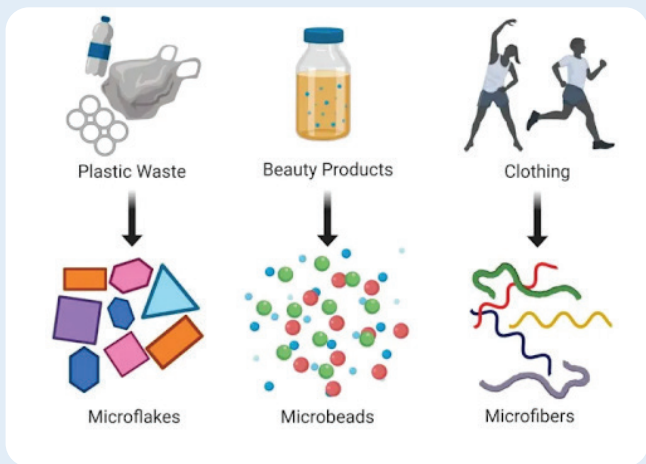 Plastic Waste
Beauty Products
Clothing
Microflakes
Microbeads
Microfibers